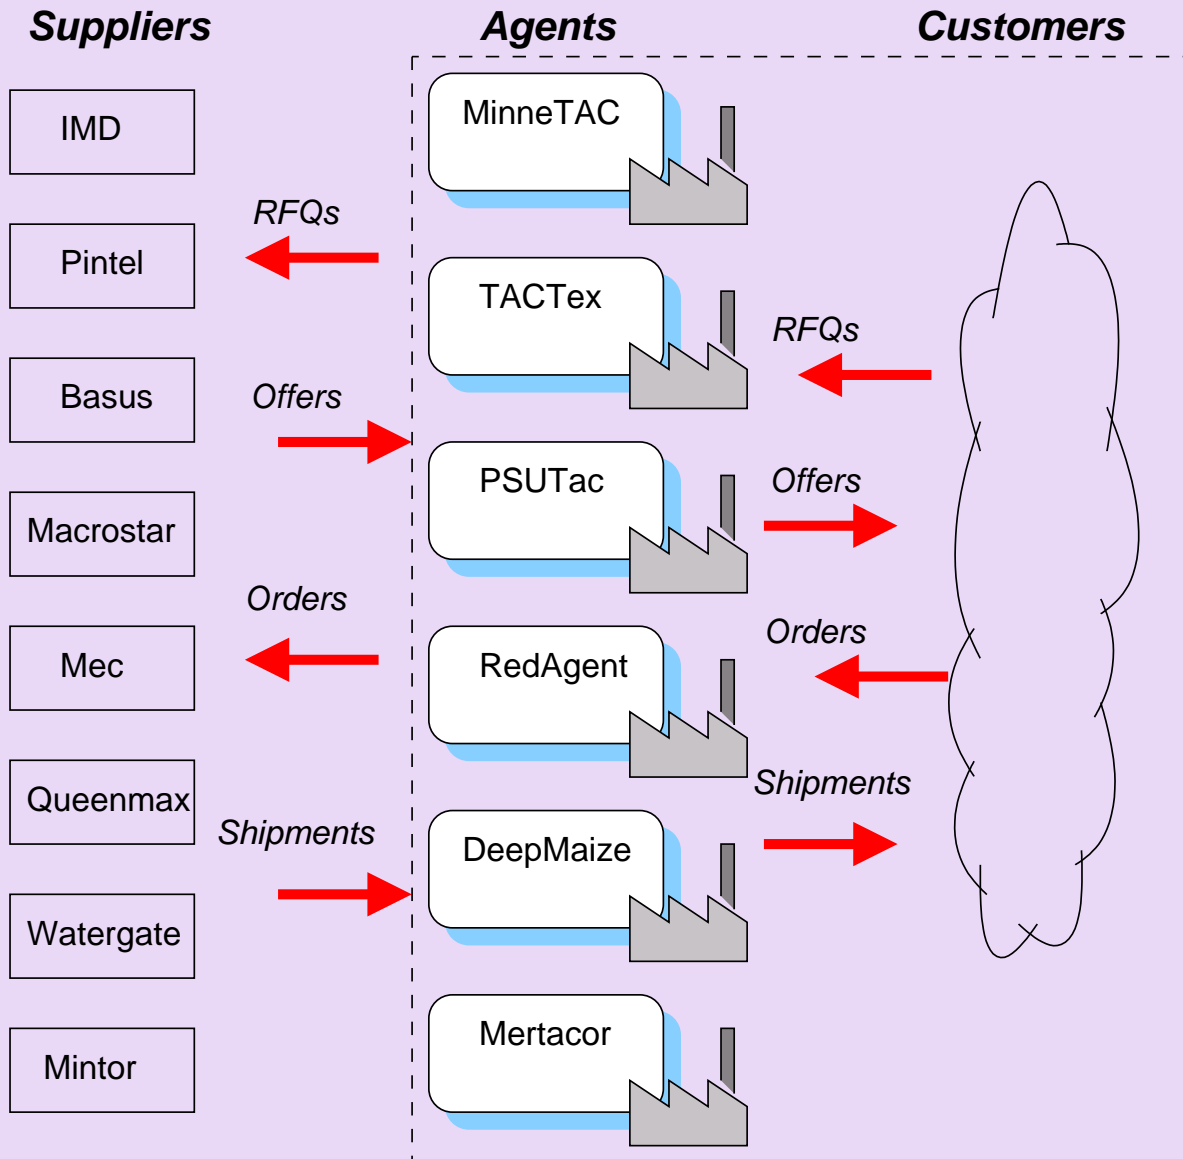 Suppliers
Agents
Customers
IMD
Pintel
Basus
Macrostar
Mec
Queenmax
Watergate
Mintor
RFQs
Offers
Orders
Shipments
MinneTAC
TACTex
PSUTac
RedAgent
DeepMaize
Mertacor
RFQs
Offers
Orders
Shipments